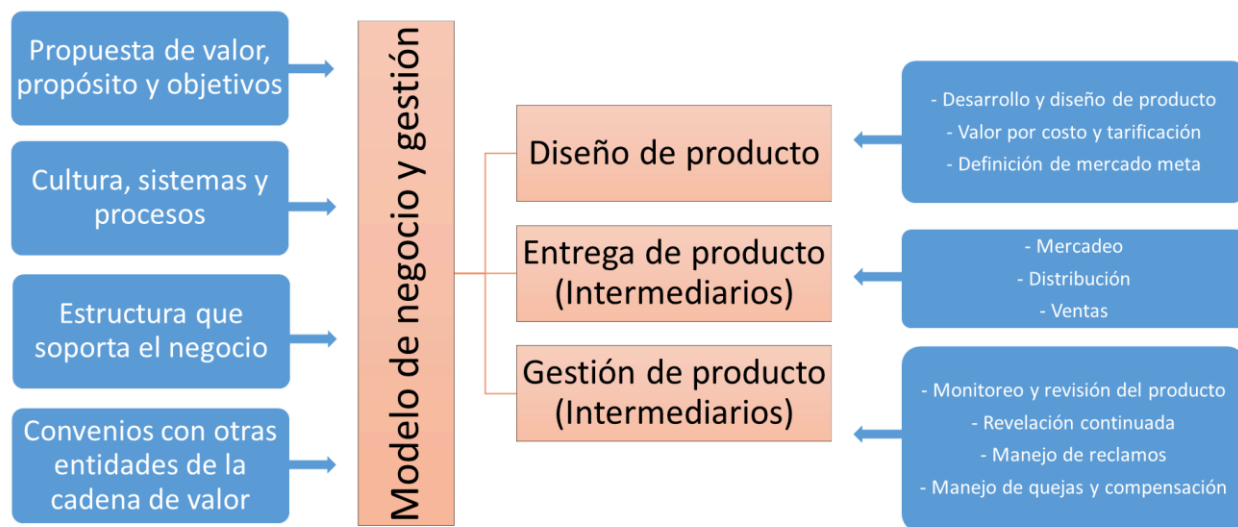 Propuesta de valor,
propósito y objetivos
Cultura, sistemas y
procesos
Estructura que
soporta el negocio
Convenios con otras
entidades de la
cadena de valor
Modelo de negocio y gestión
Diseño de producto
Entrega de producto
(Intermediarios)
Gestión de producto
(Intermediarios)
- Desarrollo y diseño de producto
- Valor por costo y tarificación
- Definición de mercado meta
- Mercadeo
- Distribución
- Ventas
- Monitoreo y revisión del producto
- Revelación continuada
- Manejo de reclamos
- Manejo de quejas y compensación